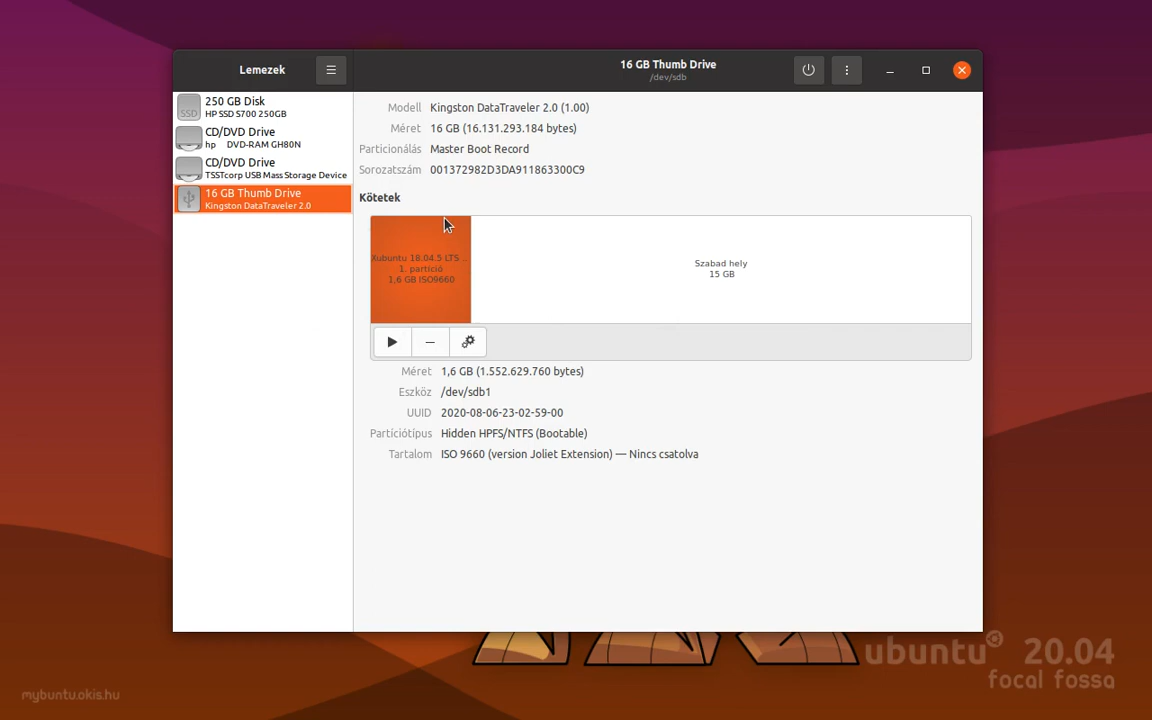 Lemezek
16 GB Thumb Drive
/dev/sdb
250 GB Disk
SSD
HP SSD S700 250GB
CD/DVD Drive
hp DVD-RAM GH80N
CD/DVD Drive
TSSTcorp USB Mass Storage Device
16 GB Thumb Drive
Kingston DataTraveler 2.0
Modell Kingston DataTraveler 2.0 (1.00)
Méret 16 GB (16.131.293.184 bytes)
Particionálás Master Boot Record
Sorozatszám 001372982D3DA911863300C9
Kötetek
Xubuntu 18.04.5 LTS ...
1. partíció
1,6 GB ISO9660
Szabad hely
15 GB
Méret 1,6 GB (1.552.629.760 bytes)
Eszköz /dev/sdb1
UUID 2020-08-06-23-02-59-00
Partíciótípus Hidden HPFS/NTFS (Bootable)
Tartalom ISO 9660 (version Joliet Extension) — Nincs csatolva
ubuntu 20.04
focal fossa
mybuntu.okis.hu